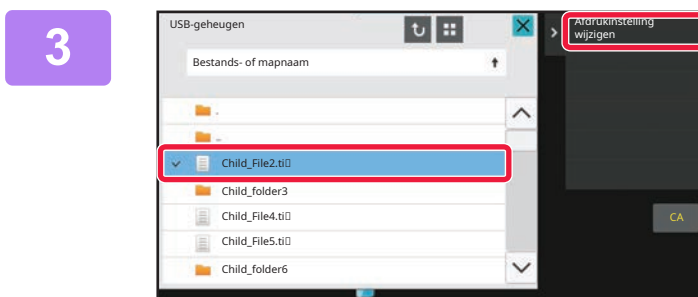 3
USB-geheugen
Afdrukinstelling
wijzigen
Bestands- of mapnaam
.
..
Child_File2.ti
Child_folder3
Child_File4.ti
Child_File5.ti
Child_folder6
CA